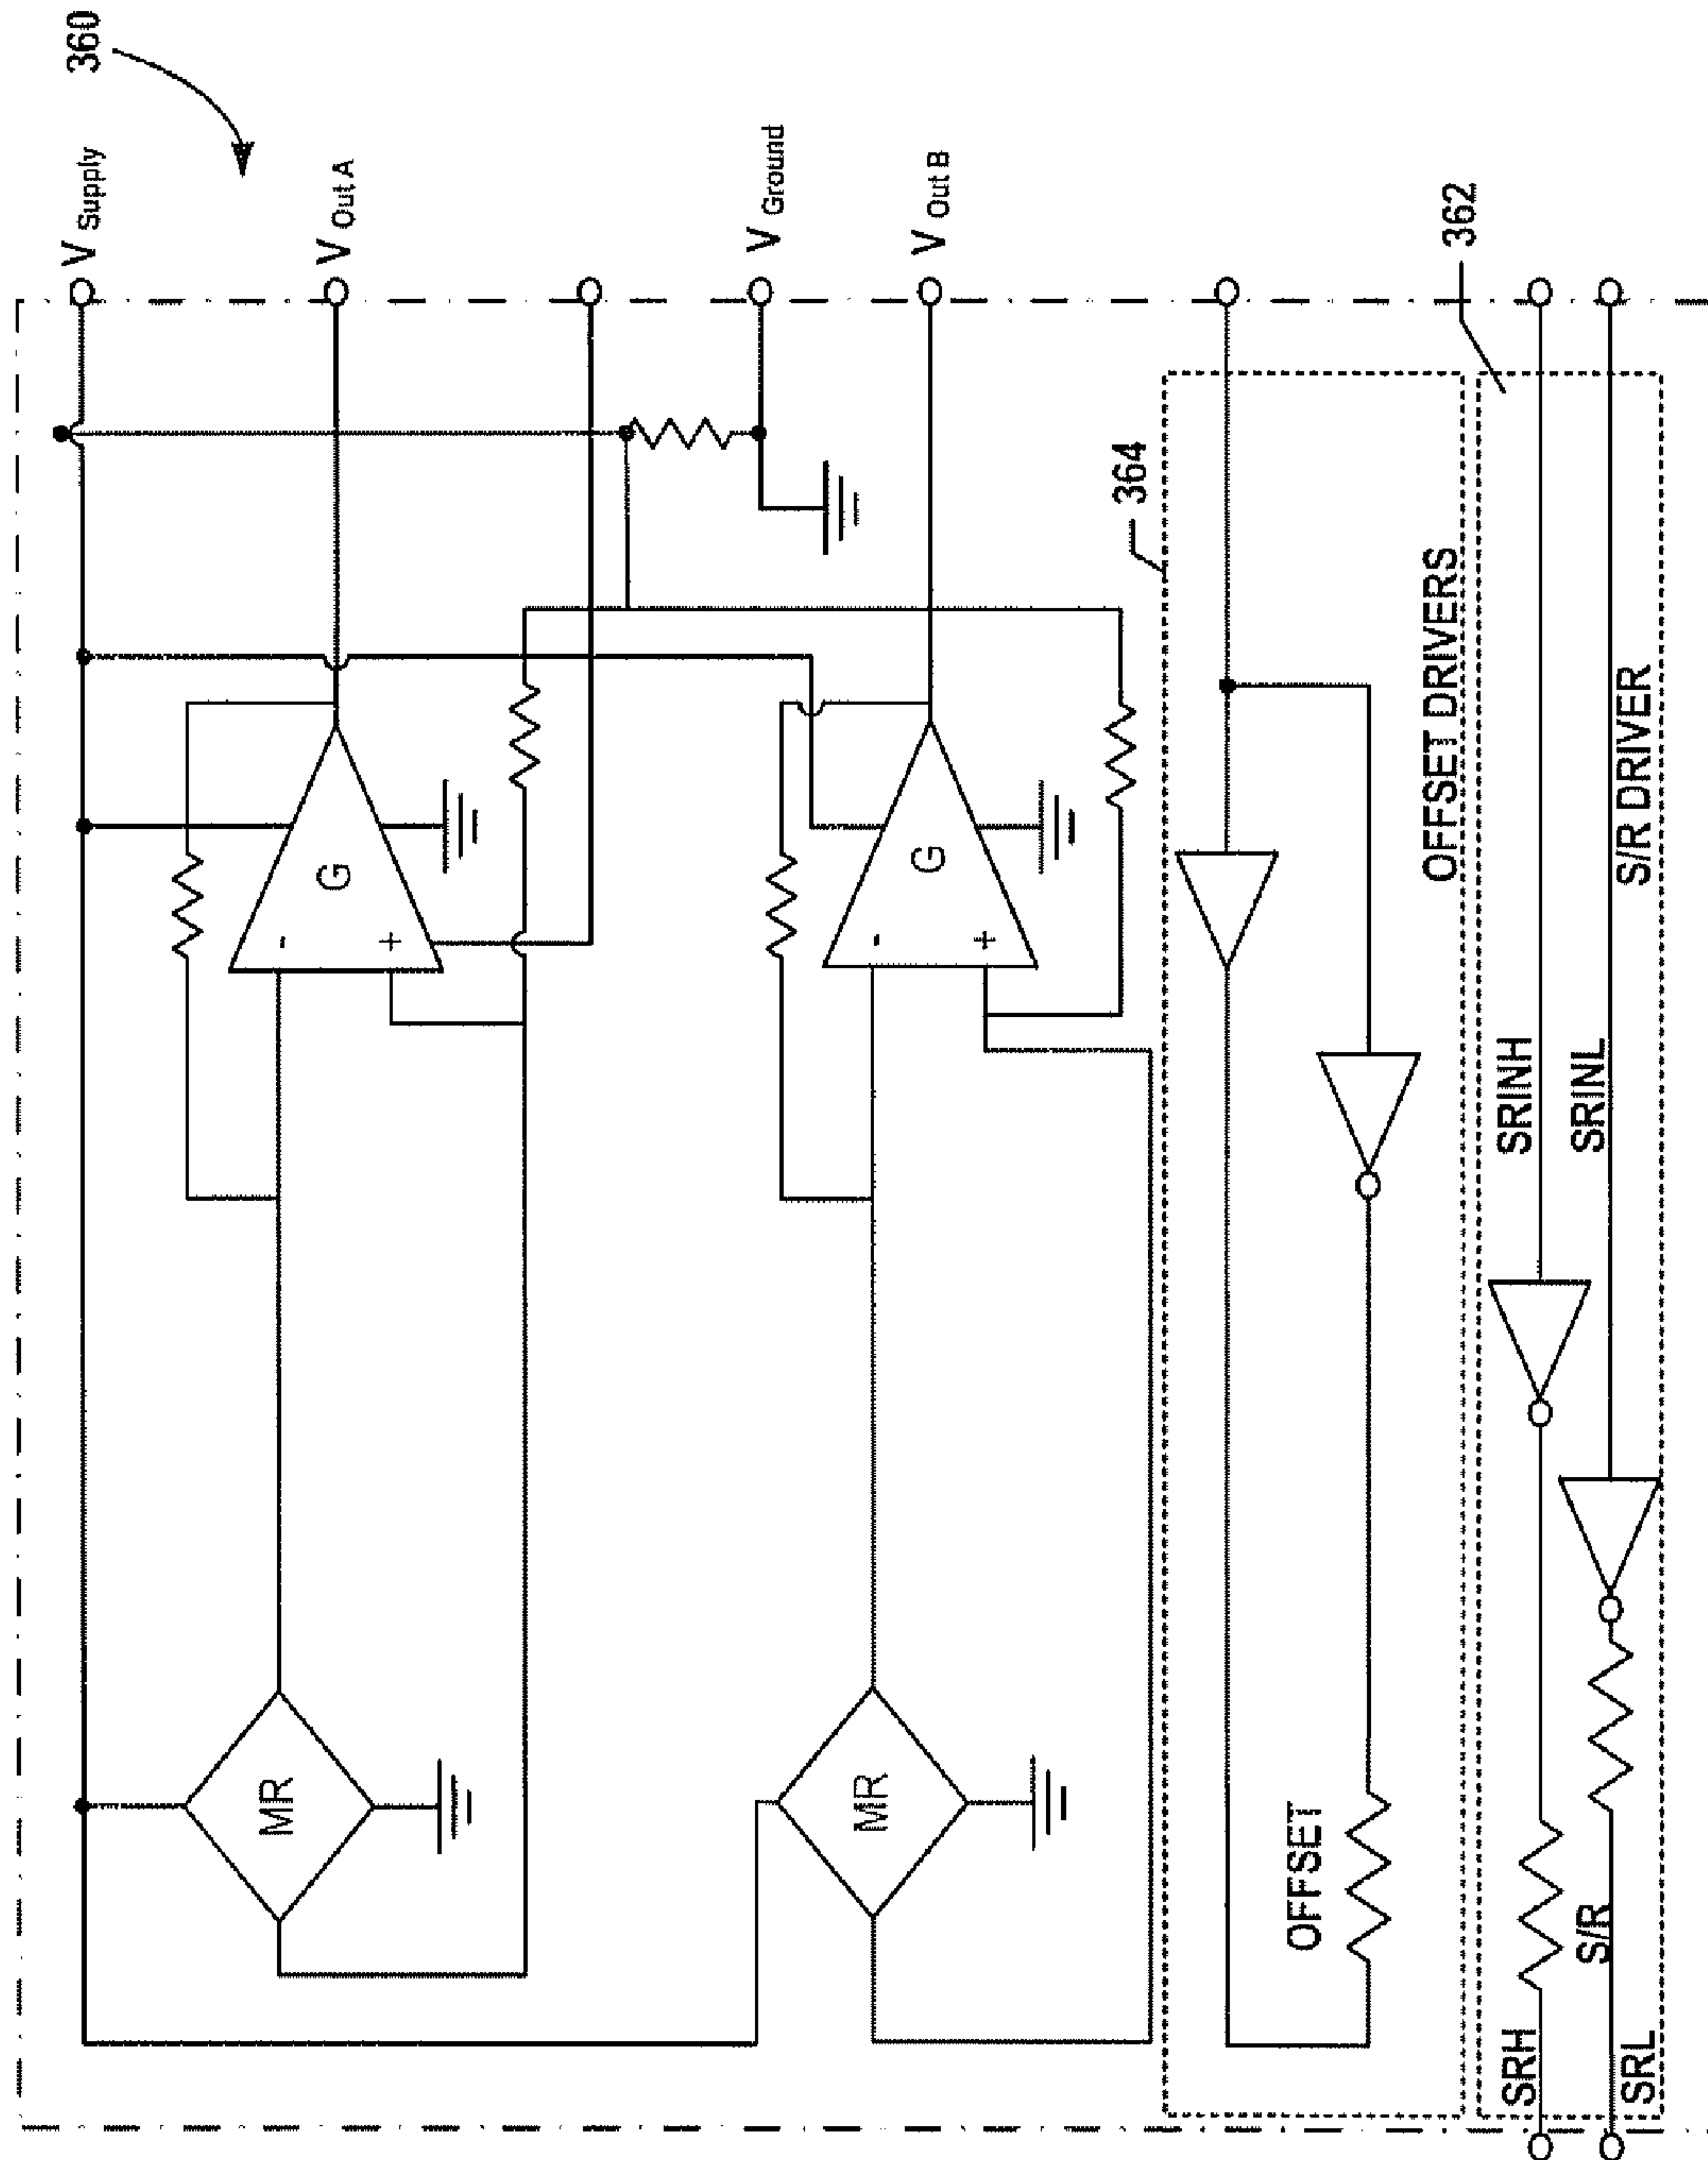 360
V Supply
V Out A
V Ground
V Out B
362
364
G
-
+
G
-
+
MR
MR
OFFSET DRIVERS
OFFSET
S/R DRIVER
SRINH
SRINL
S/R
SRH
SRL